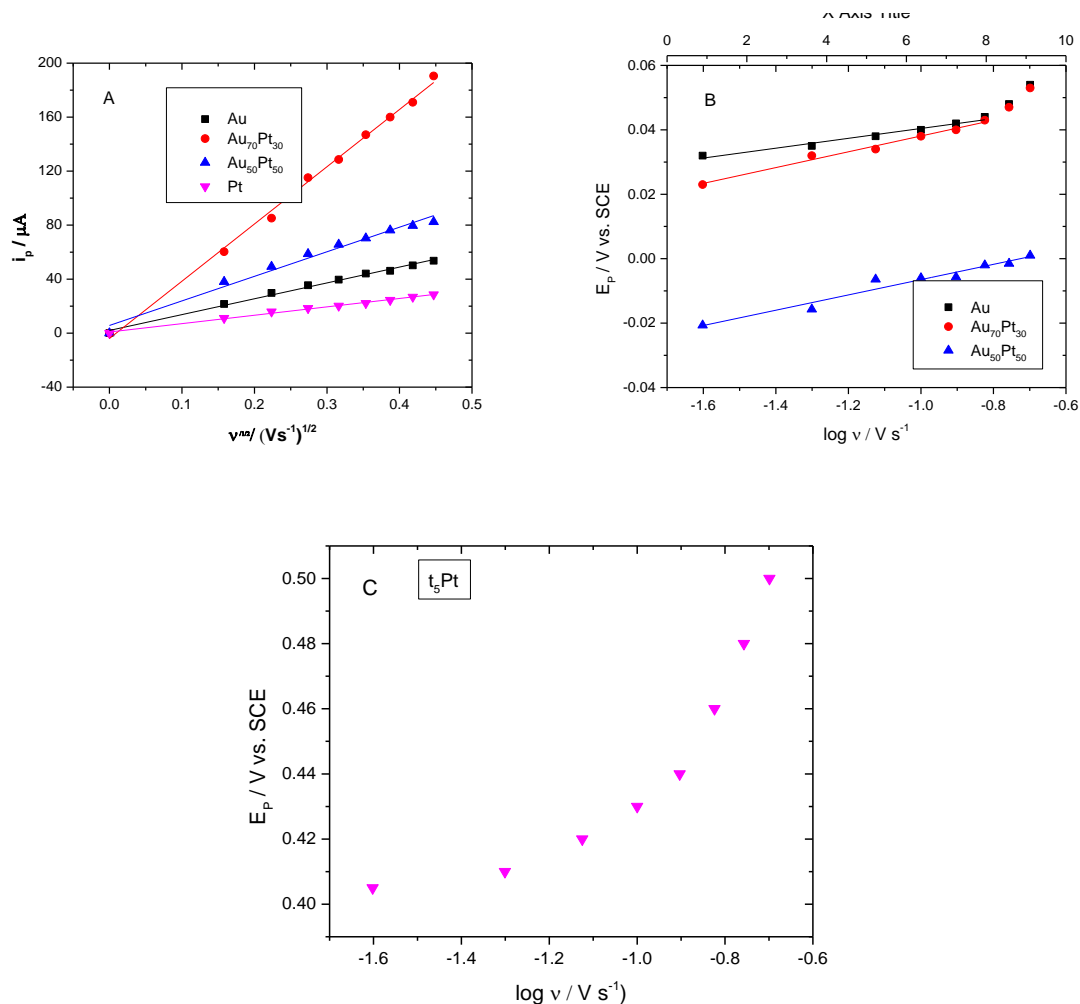 A
Au
Au₇₀Pt₃₀
Au₅₀Pt₅₀
Pt
200
160
120
80
40
0
-40
0.0 0.1 0.2 0.3 0.4 0.5
iₚ / µA
/ (Vs⁻¹)¹/²
X Axis Title
0 2 4 6 8 10
B
0.06
0.04
0.02
0.00
-0.02
-0.04
Au
Au₇₀Pt₃₀
Au₅₀Pt₅₀
-1.6 -1.4 -1.2 -1.0 -0.8 -0.6
E_P / V vs. SCE
log ν / V s⁻¹
C
t₅Pt
0.50
0.48
0.46
0.44
0.42
0.40
-1.6 -1.4 -1.2 -1.0 -0.8 -0.6
E_P / V vs. SCE
log ν / V s⁻¹)